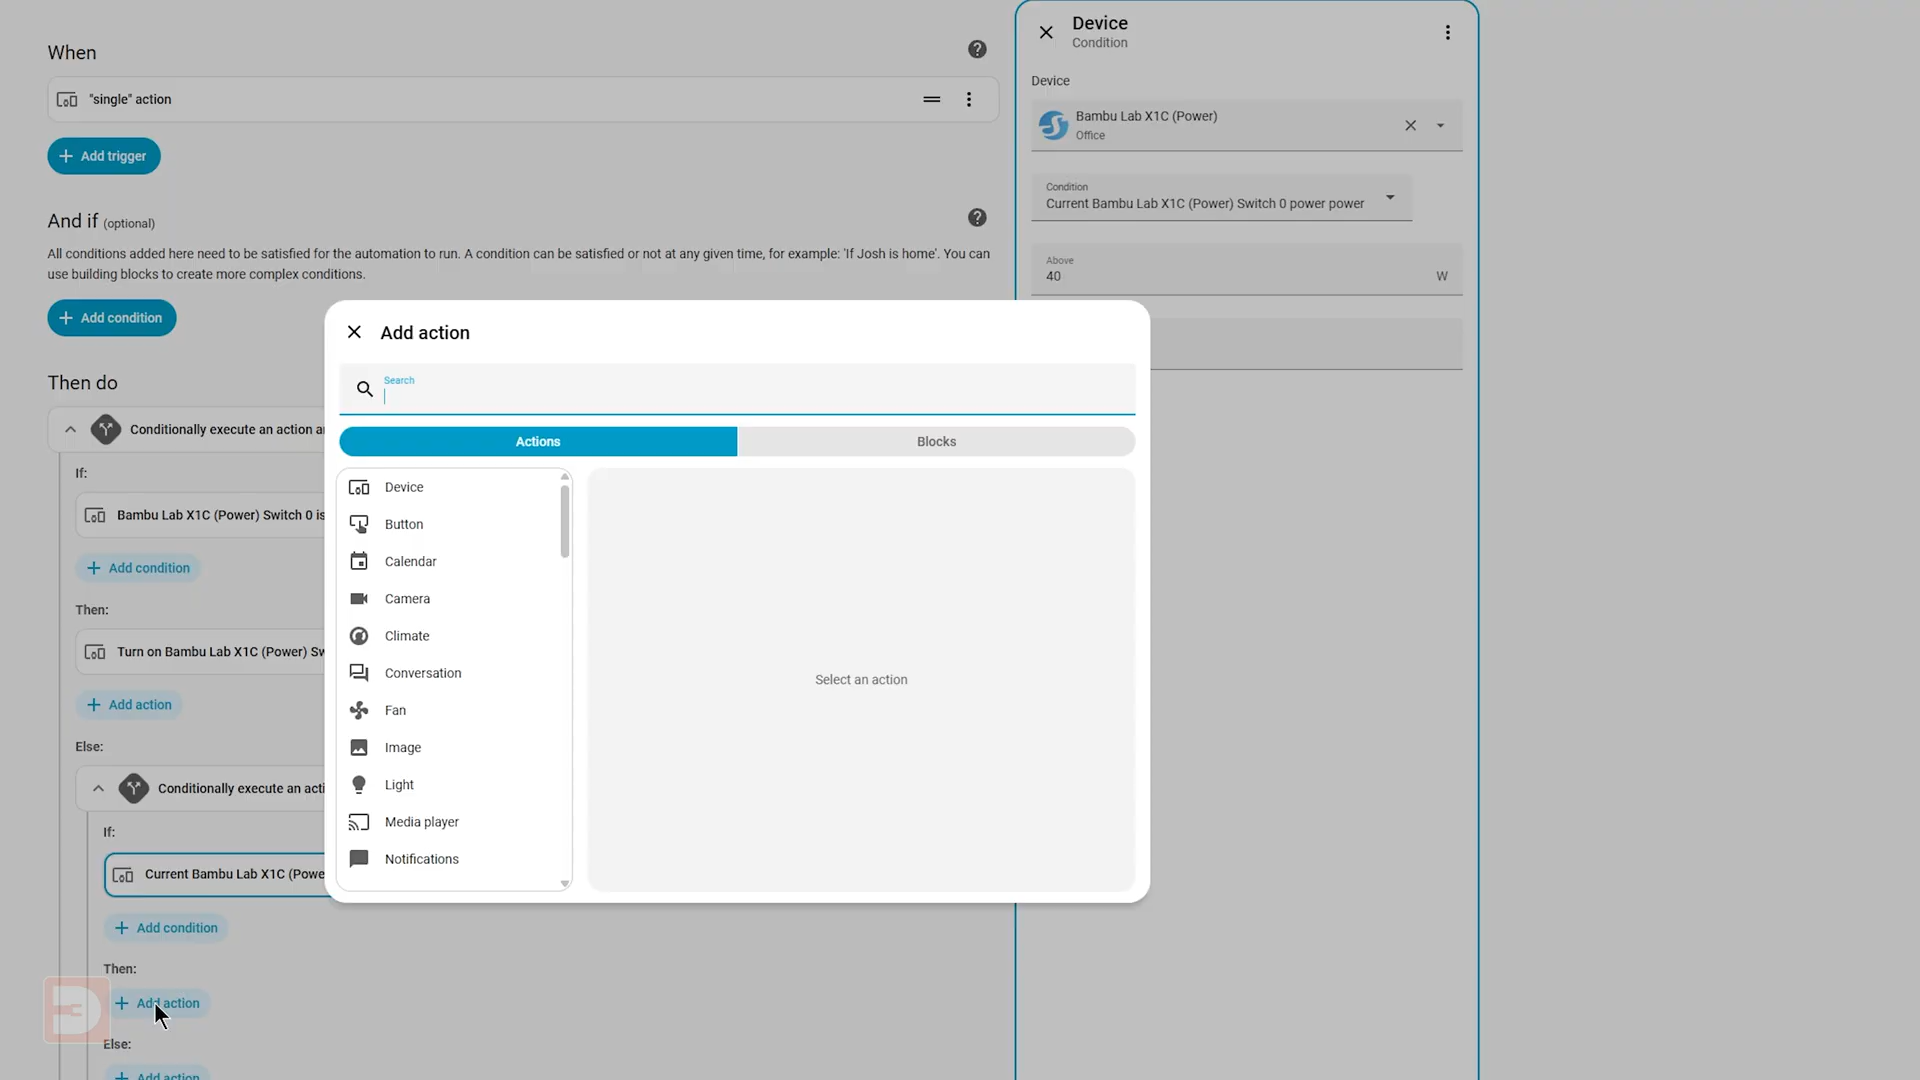 When
"single" action
Add trigger
And if (optional)
All conditions added here need to be satisfied for the automation to run. A condition can be satisfied or not at any given time, for example: 'If Josh is home'. You can
use building blocks to create more complex conditions.
Add condition
Then do
Conditionally execute an action a
If:
Bambu Lab X1C (Power) Switch 0 is
Add condition
Then:
Turn on Bambu Lab X1C (Power) Sw
Add action
Else:
Conditionally execute an acti
If:
Current Bambu Lab X1C (Powe
Add condition
Then:
Add action
Else:
Add action
Add action
Search
Actions
Blocks
Device
Button
Calendar
Camera
Climate
Conversation
Fan
Image
Light
Media player
Notifications
Select an action
Device
Condition
Device
Bambu Lab X1C (Power)
Office
Condition
Current Bambu Lab X1C (Power) Switch 0 power power
Above
40
W